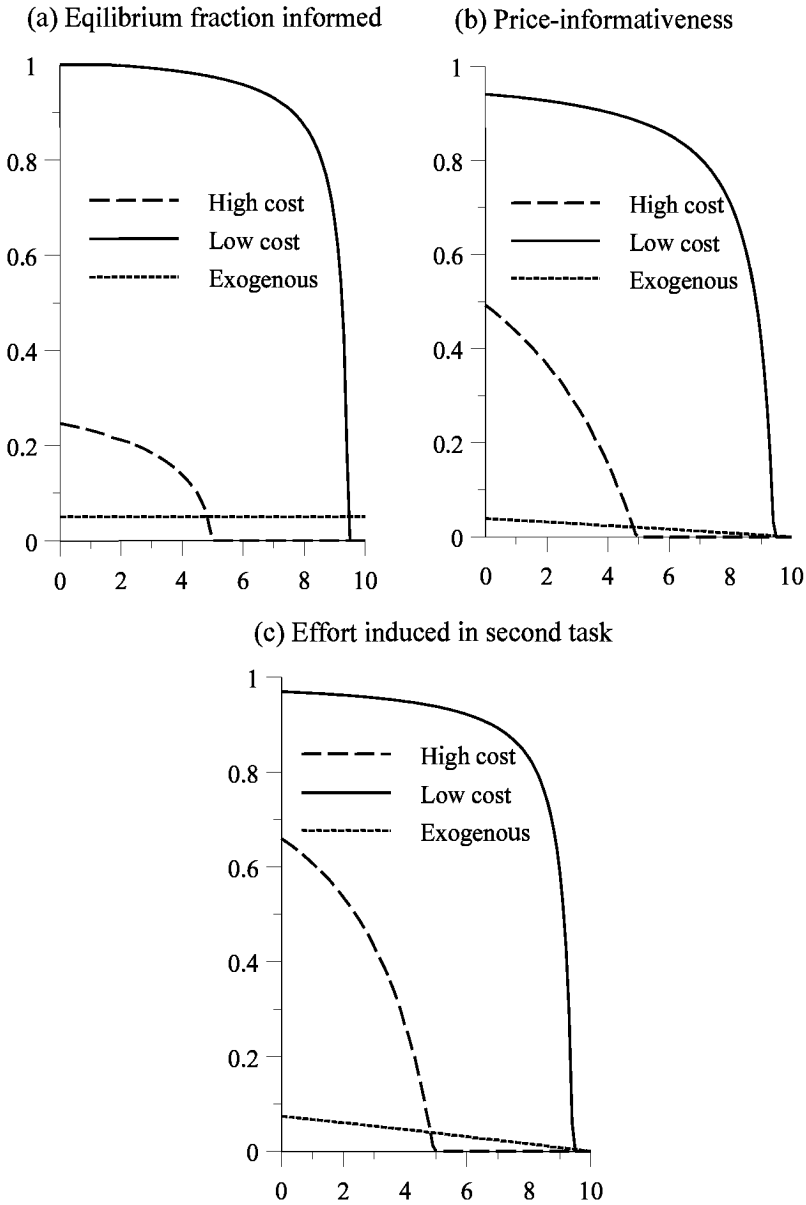 (a) Eqilibrium fraction informed
1
0.8
0.6
0.4
0.2
0
0 2 4 6 8 10
High cost
Low cost
Exogenous
(b) Price-informativeness
1
0.8
0.6
0.4
0.2
0
0 2 4 6 8 10
High cost
Low cost
Exogenous
(c) Effort induced in second task
1
0.8
0.6
0.4
0.2
0
0 2 4 6 8 10
High cost
Low cost
Exogenous